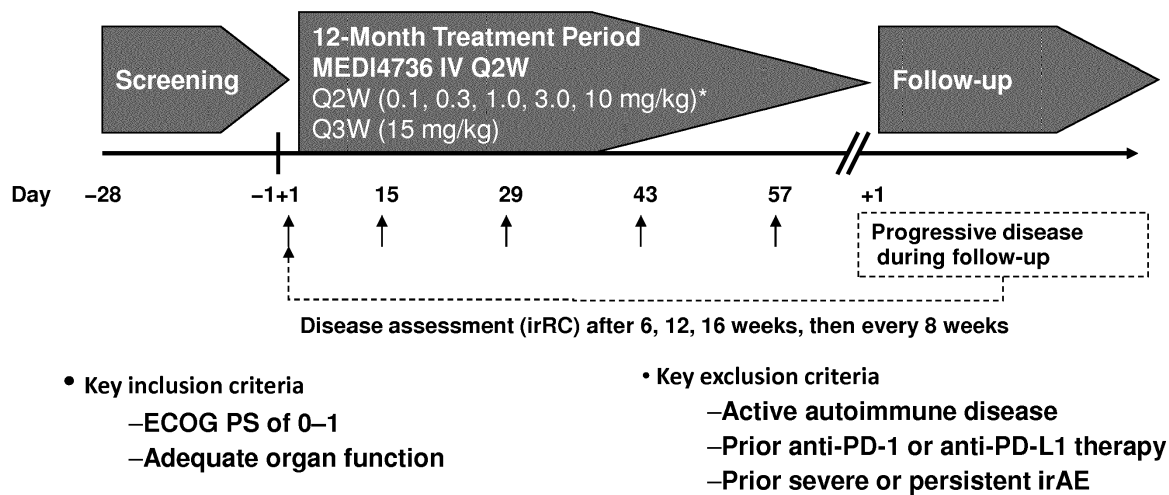 Screening
12-Month Treatment Period
MEDI4736 IV Q2W
Q2W (0.1, 0.3, 1.0, 3.0, 10 mg/kg)*
Q3W (15 mg/kg)
Follow-up
Day −28 −1+1 15 29 43 57 +1
Progressive disease
during follow-up
Disease assessment (irRC) after 6, 12, 16 weeks, then every 8 weeks
• Key inclusion criteria
–ECOG PS of 0–1
–Adequate organ function
• Key exclusion criteria
–Active autoimmune disease
–Prior anti-PD-1 or anti-PD-L1 therapy
–Prior severe or persistent irAE